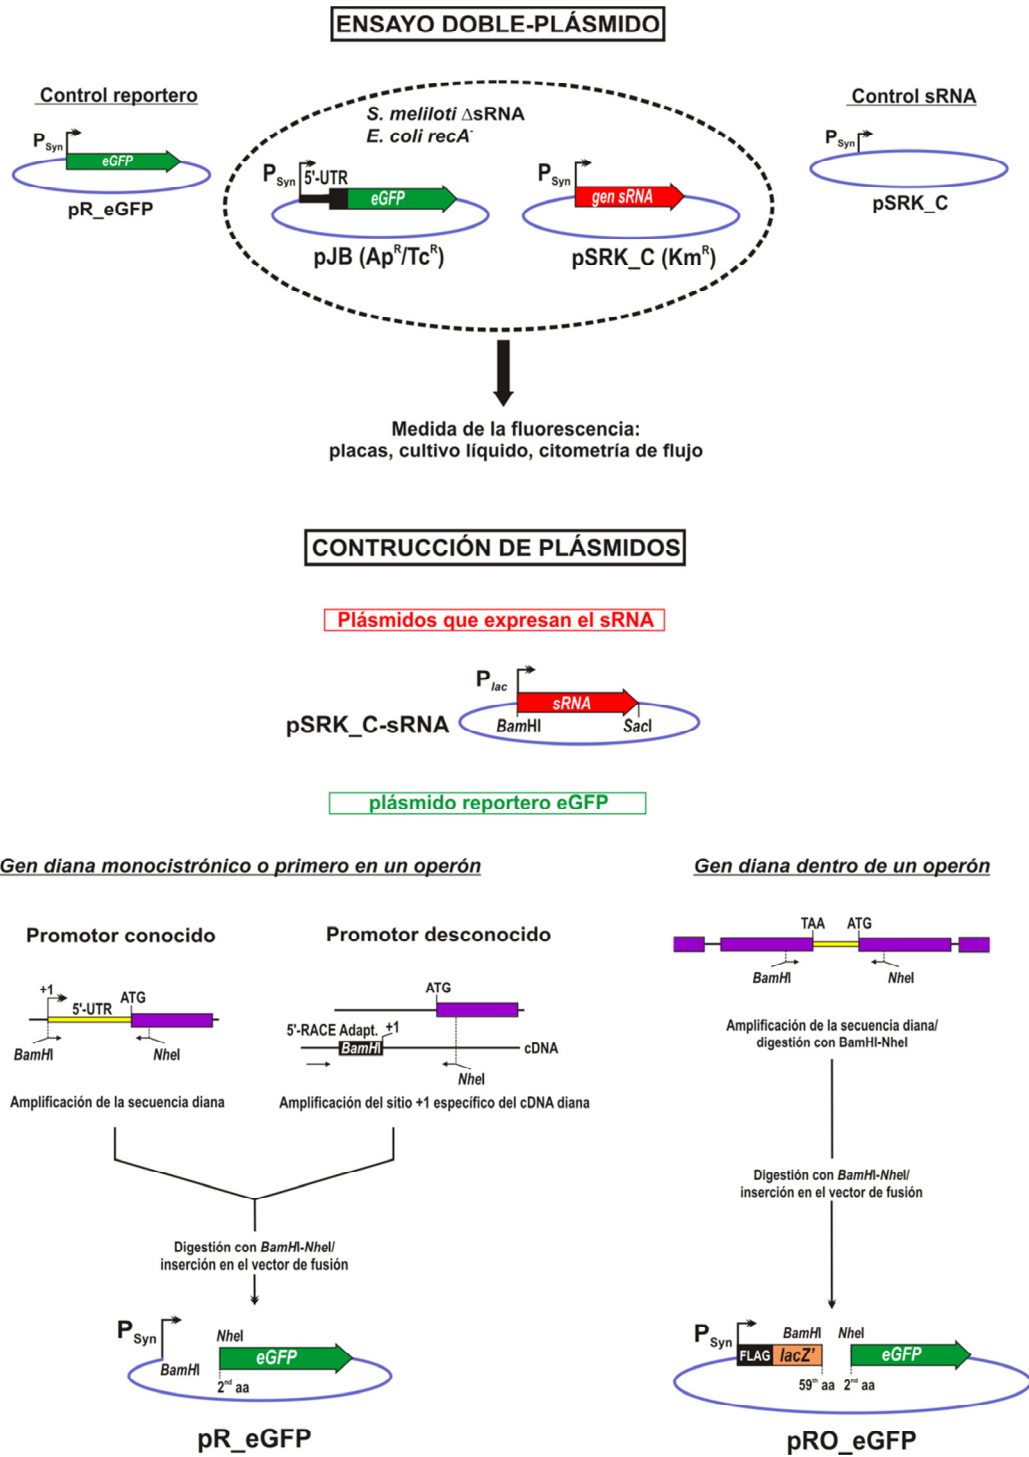 ENSAYO DOBLE-PLÁSMIDO
Control reportero
PSyn
eGFP
pR_eGFP
S. meliloti ΔsRNA
E. coli recA-
PSyn
5'-UTR
eGFP
pJB (ApR/TcR)
PSyn
gen sRNA
pSRK_C (KmR)
Control sRNA
PSyn
pSRK_C
Medida de la fluorescencia:
placas, cultivo líquido, citometría de flujo
CONTRUCCIÓN DE PLÁSMIDOS
Plásmidos que expresan el sRNA
Plac
sRNA
BamHI
SacI
pSRK_C-sRNA
plásmido reportero eGFP
Gen diana monocistrónico o primero en un operón
Promotor conocido
+1
5'-UTR
ATG
BamHI
NheI
Amplificación de la secuencia diana
Promotor desconocido
ATG
5'-RACE Adapt.
+1
BamHI
cDNA
NheI
Amplificación del sitio +1 específico del cDNA diana
Digestión con BamHI-NheI/
inserción en el vector de fusión
PSyn
BamHI
NheI
eGFP
2nd aa
pR_eGFP
Gen diana dentro de un operón
TAA
ATG
BamHI
NheI
Amplificación de la secuencia diana/
digestión con BamHI-NheI
Digestión con BamHI-NheI/
inserción en el vector de fusión
PSyn
BamHI
NheI
FLAG
lacZ'
eGFP
59th aa
2nd aa
pRO_eGFP